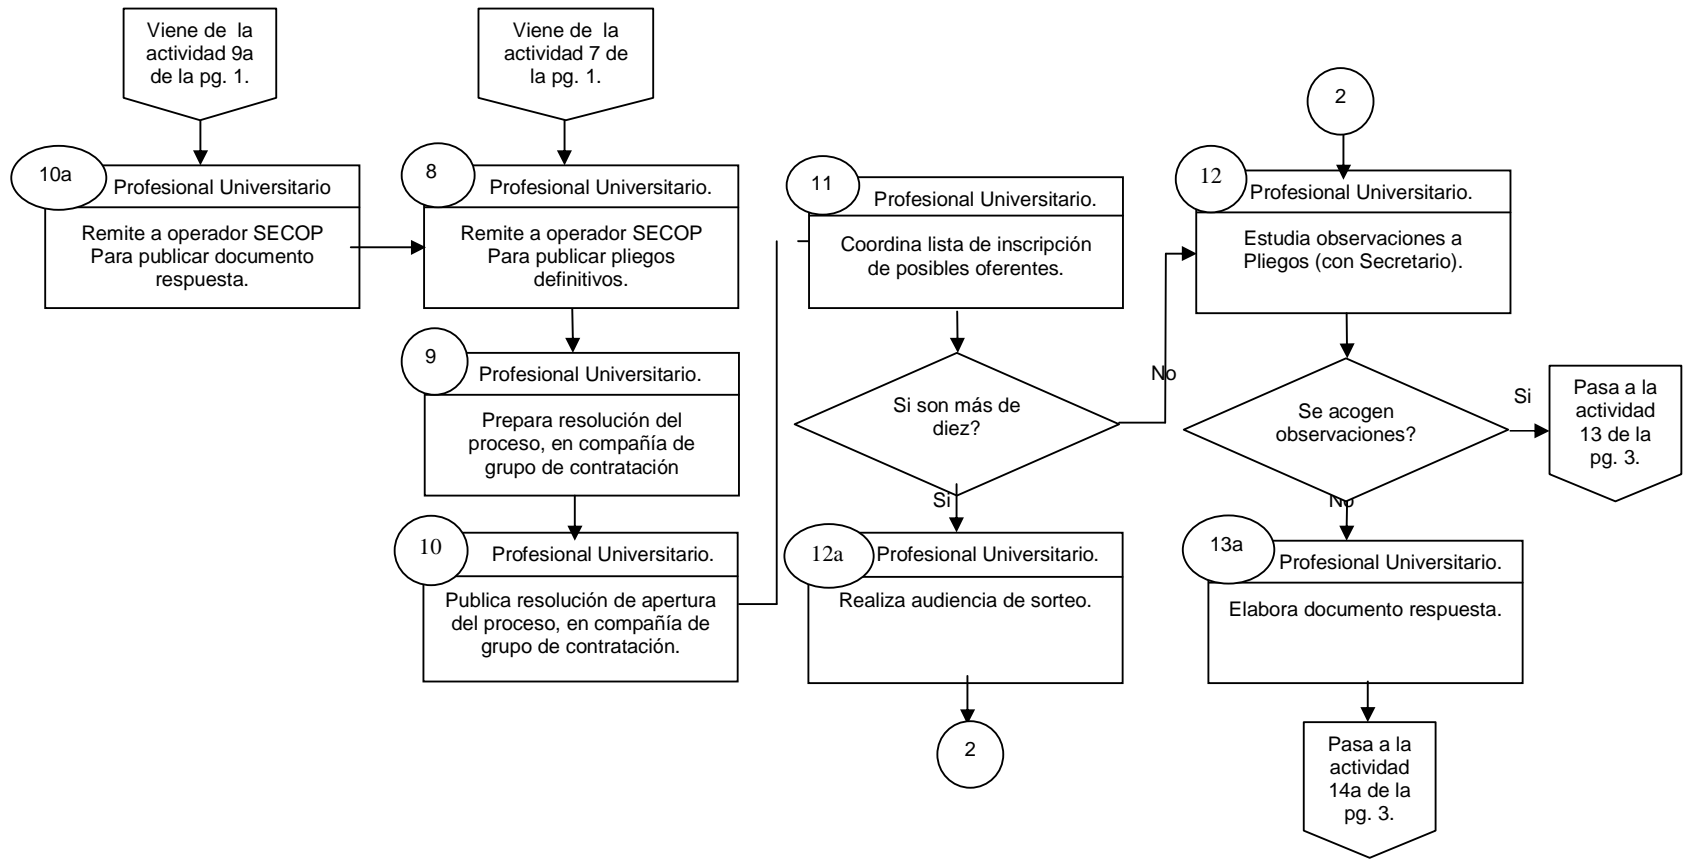 Viene de  la
actividad 9a
de la pg. 1.
10a
Profesional Universitario
Remite a operador SECOP
Para publicar documento
respuesta.
Viene de  la
actividad 7 de
la pg. 1.
8
Profesional Universitario.
Remite a operador SECOP
Para publicar pliegos
definitivos.
9
Profesional Universitario.
Prepara resolución del
proceso, en compañía de
grupo de contratación
10
Profesional Universitario.
Publica resolución de apertura
del proceso, en compañía de
grupo de contratación.
11
Profesional Universitario.
Coordina lista de inscripción
de posibles oferentes.
Si son más de
diez?
No
Si
12a
Profesional Universitario.
Realiza audiencia de sorteo.
2
2
12
Profesional Universitario.
Estudia observaciones a
Pliegos (con Secretario).
Se acogen
observaciones?
Si
Pasa a la
actividad
13 de la
pg. 3.
No
13a
Profesional Universitario.
Elabora documento respuesta.
Pasa a la
actividad
14a de la
pg. 3.